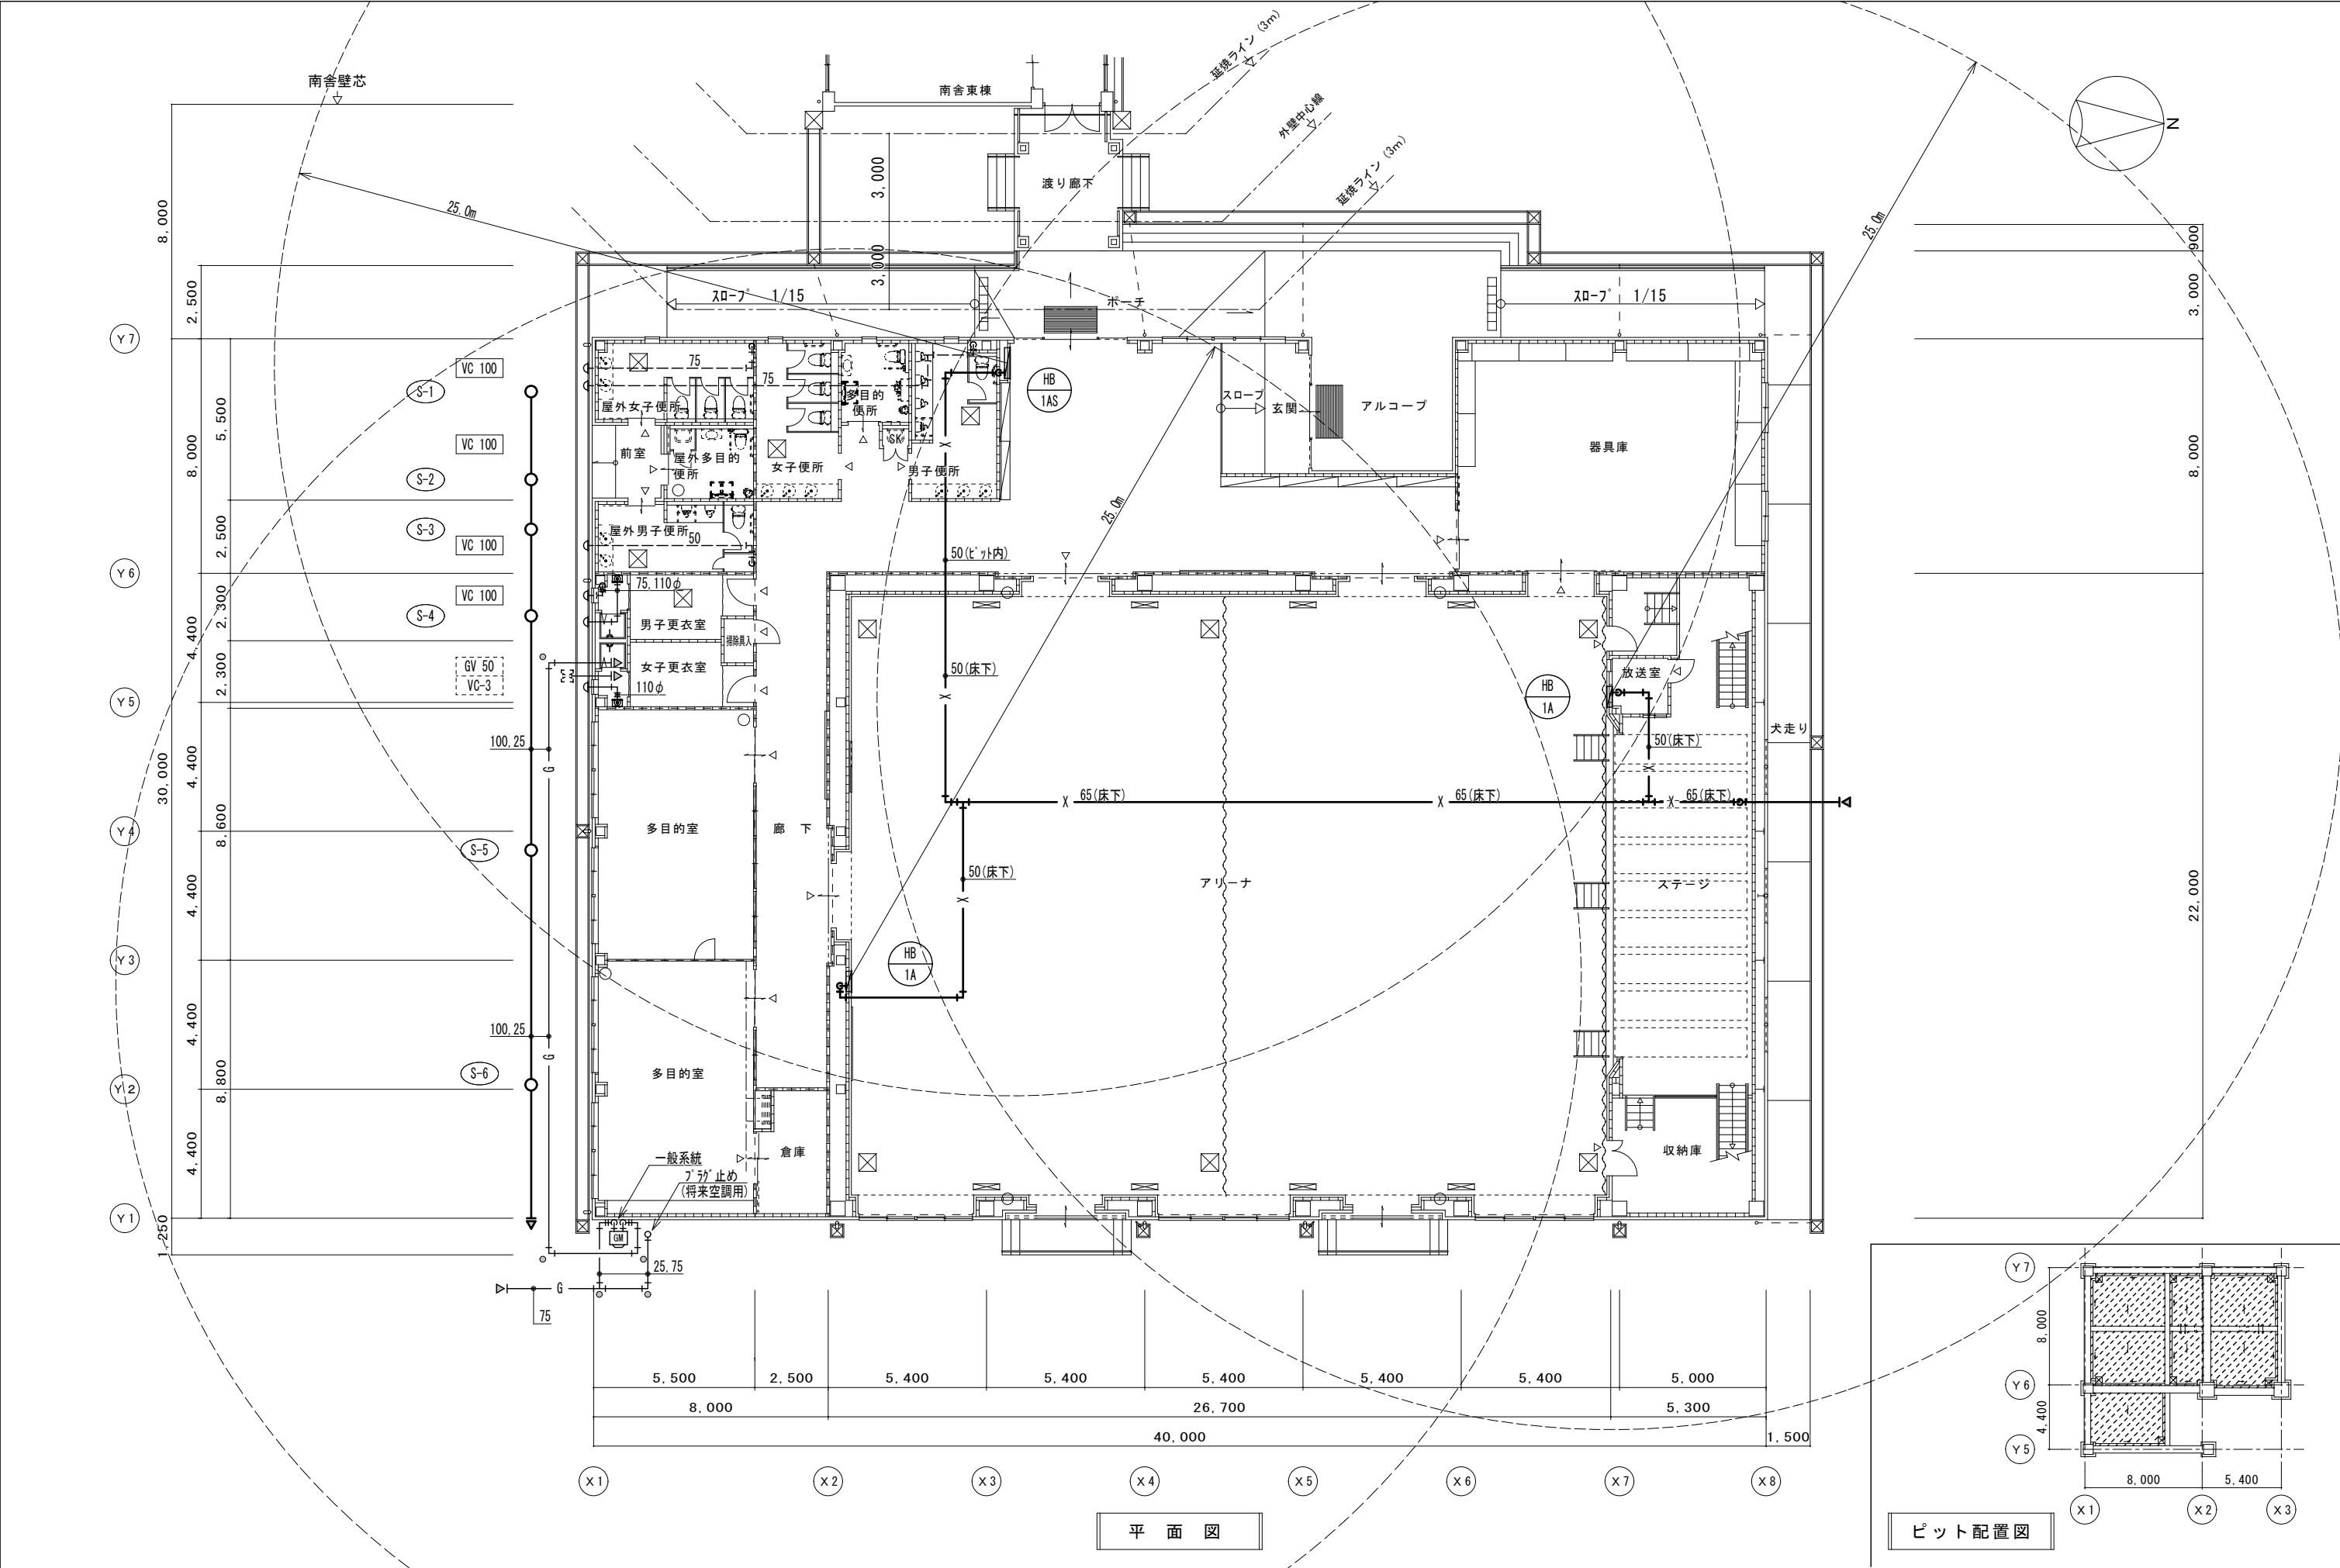 南舎壁芯
南舎東棟
延焼ライン (3m)
外壁中心線
延焼ライン (3m)
渡り廊下
N
25.0m
25.0m
25.0m
3,000
3,000
8,000
2,500
5,500
8,000
2,500
2,300
4,400
2,300
4,400
30,000
8,600
4,400
4,400
8,800
4,400
1,250
900
3,000
8,000
22,000
Y7
Y6
Y5
Y4
Y3
Y2
Y1
VC 100
S-1
VC 100
S-2
S-3
VC 100
VC 100
S-4
GV 50
VC-3
S-5
S-6
100,25
G
100,25
G
スロープ 1/15
ポーチ
スロープ 1/15
75
75
屋外女子便所
前室
屋外多目的
便所
女子便所
多目的
便所
SK
男子便所
屋外男子便所
50
HB
1AS
スロープ
玄関
アルコーブ
器具庫
X
50(ピット内)
75,110φ
男子更衣室
掃除具入
女子更衣室
110φ
50(床下)
X
HB
1A
放送室
50(床下)
X
犬走り
多目的室
廊 下
X 65(床下)
X 65(床下)
X 65(床下)
50(床下)
X
アリーナ
ステージ
HB
1A
多目的室
倉庫
収納庫
一般系統
プラグ止め
(将来空調用)
GM
25,75
G
75
5,500
2,500
5,400
5,400
5,400
5,400
5,400
5,000
8,000
26,700
5,300
40,000
1,500
X1
X2
X3
X4
X5
X6
X7
X8
平 面 図
Y7
8,000
Y6
4,400
Y5
8,000
5,400
X1
X2
X3
ピット配置図